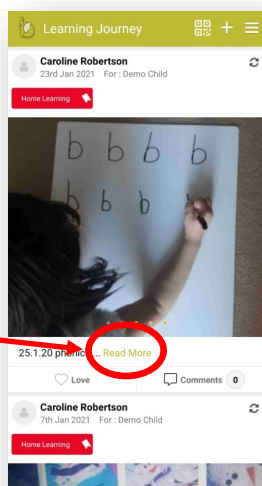 Learning Journey
Caroline Robertson
23rd Jan 2021 For : Demo Child
Home Learning
b b b b
b b b
25.1.20 phonics ... Read More
Love Comments 0
Caroline Robertson
7th Jan 2021 For : Demo Child
Home Learning